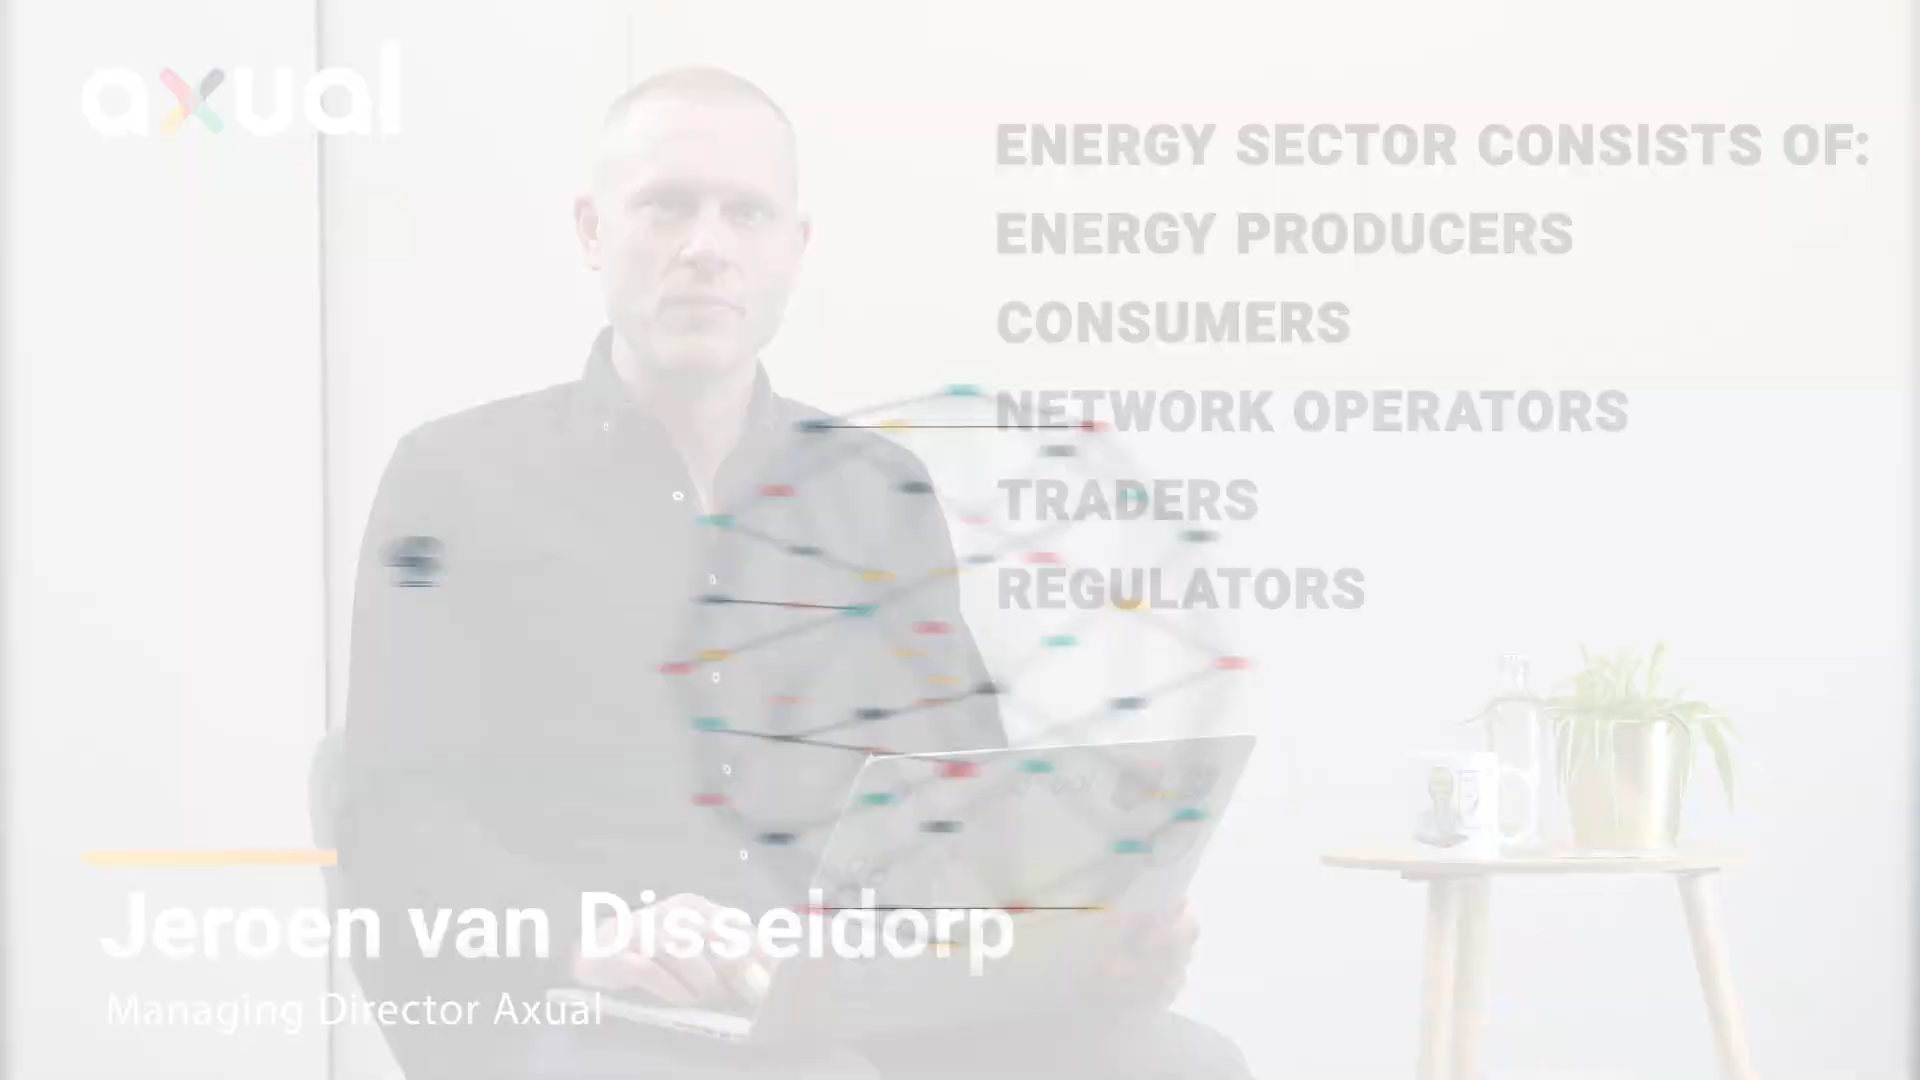 axual
ENERGY SECTOR CONSISTS OF:
ENERGY PRODUCERS
CONSUMERS
NETWORK OPERATORS
TRADERS
REGULATORS
Jeroen van Disseldorp
Managing Director Axual